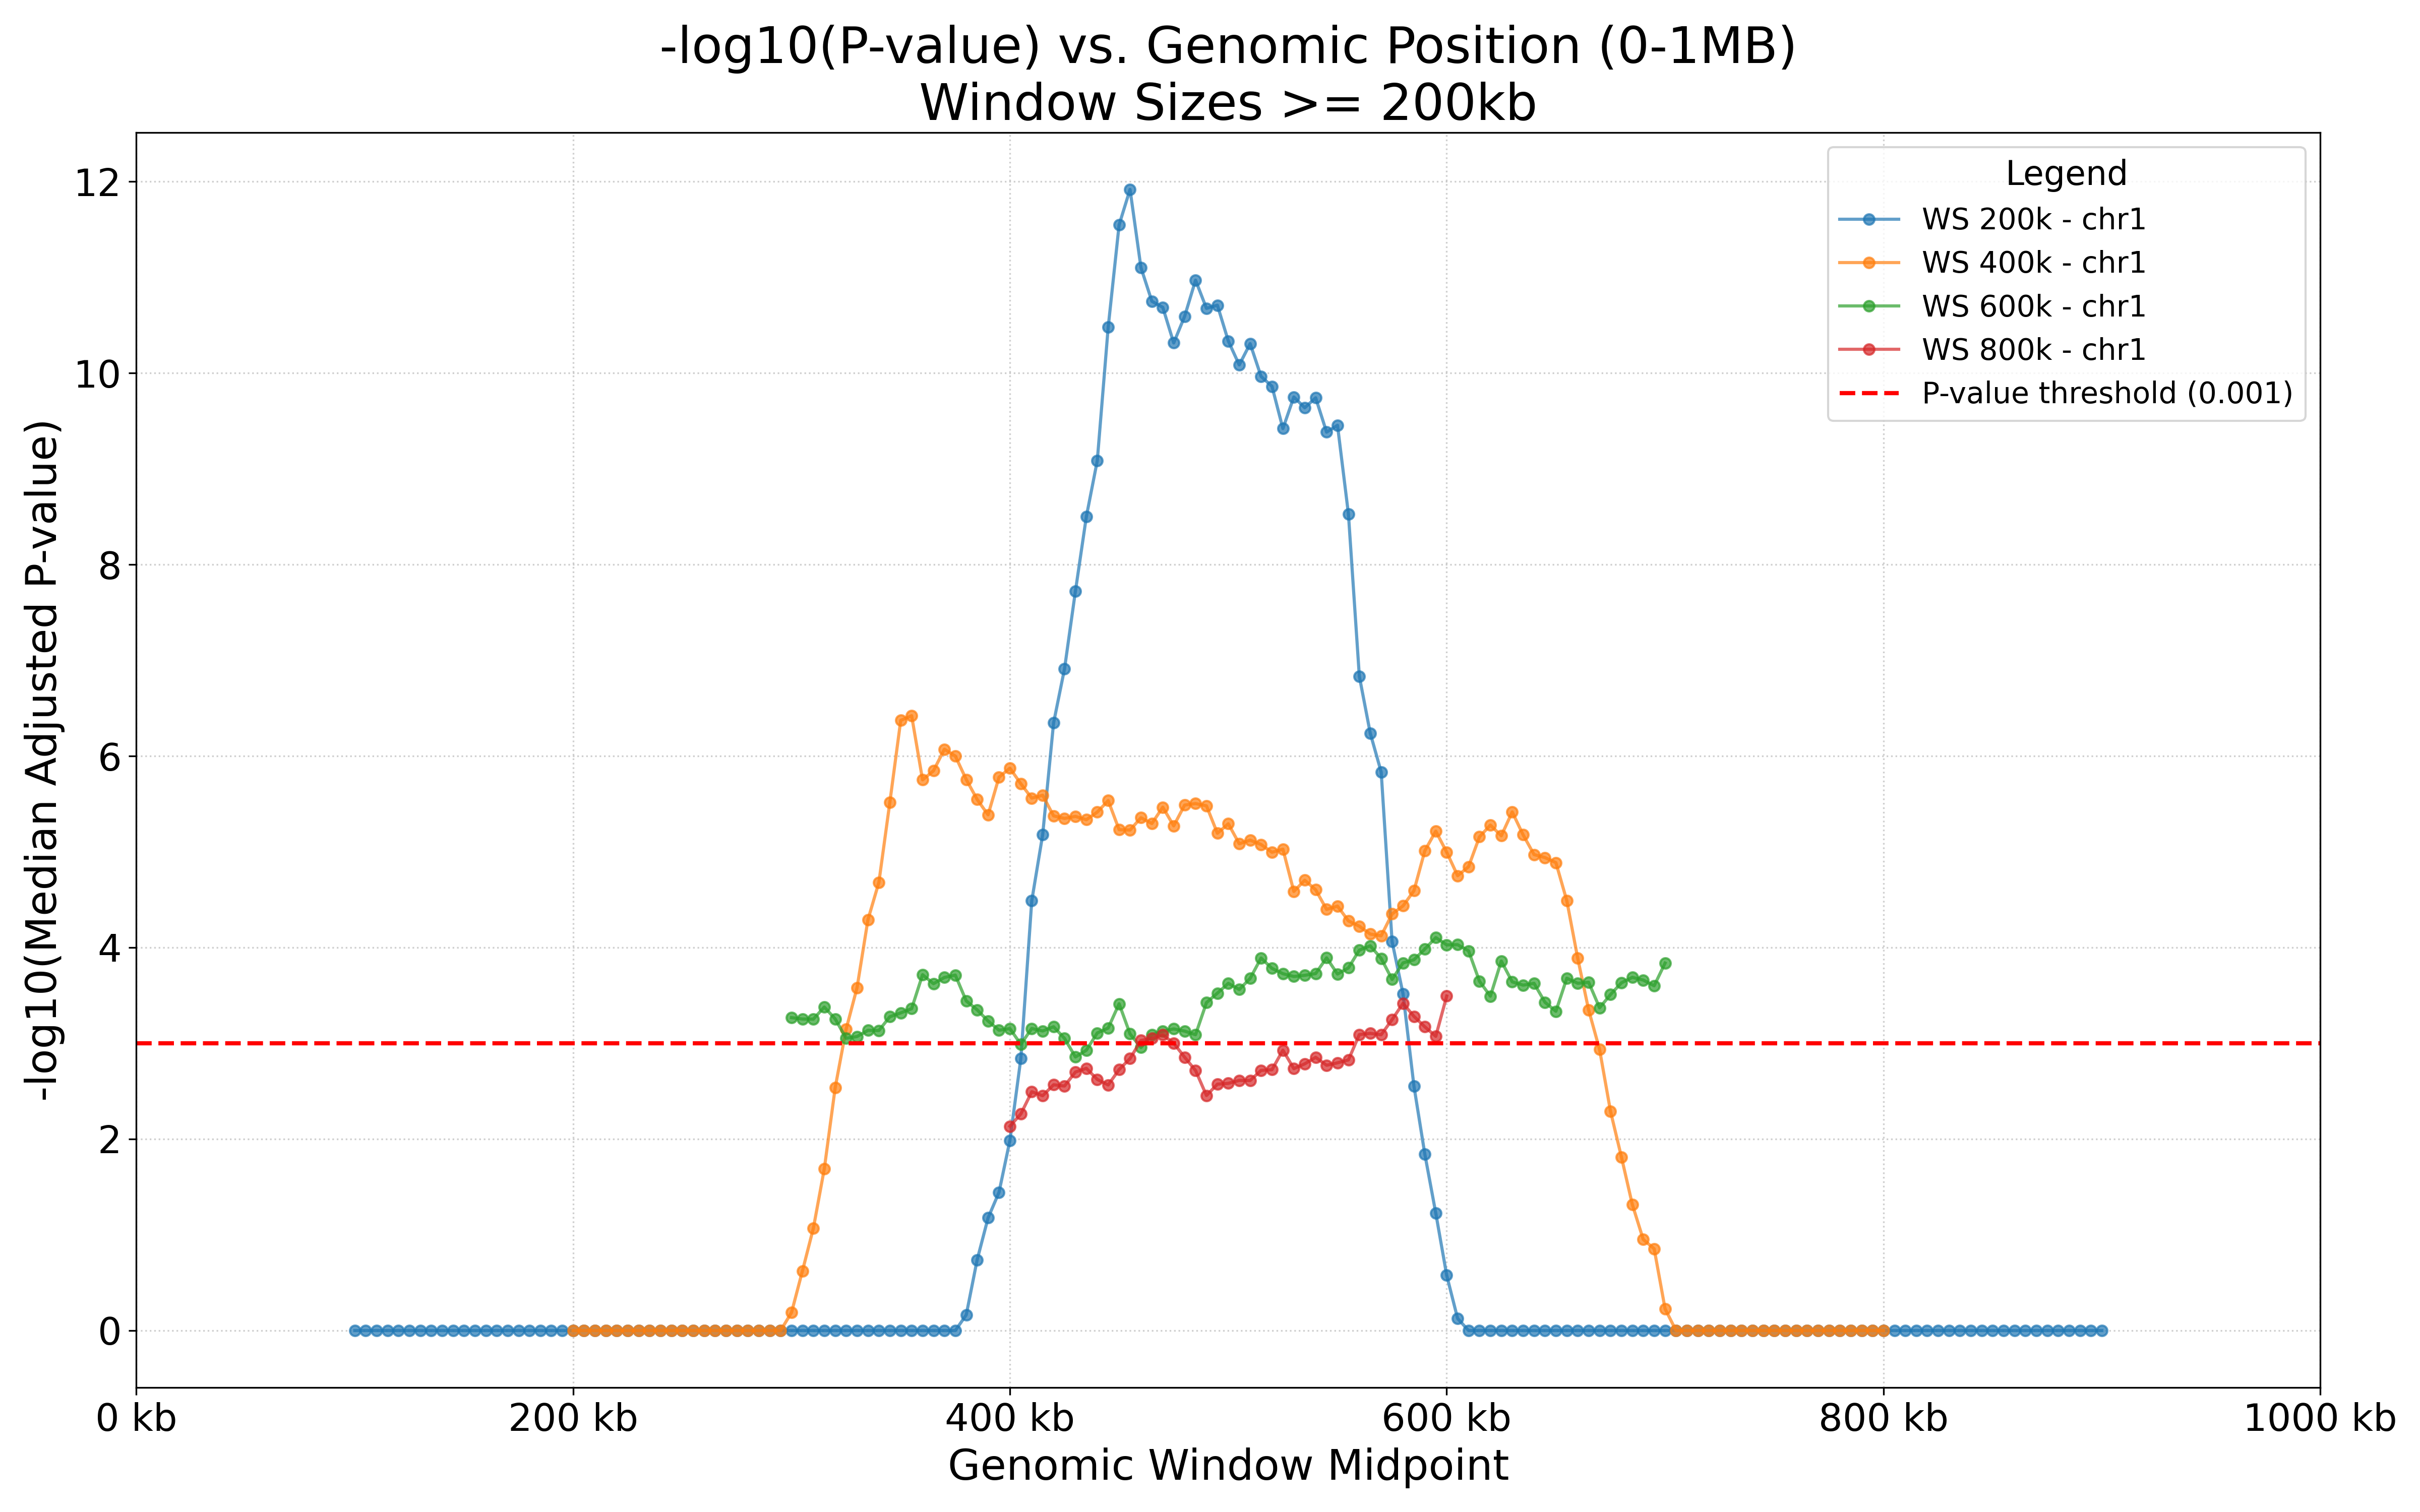 -log10(P-value) vs. Genomic Position (0-1MB)
Window Sizes >= 200kb
Legend
WS 200k - chr1
WS 400k - chr1
WS 600k - chr1
WS 800k - chr1
P-value threshold (0.001)
-log10(Median Adjusted P-value)
12
10
8
6
4
2
0
0 kb
200 kb
400 kb
600 kb
800 kb
1000 kb
Genomic Window Midpoint